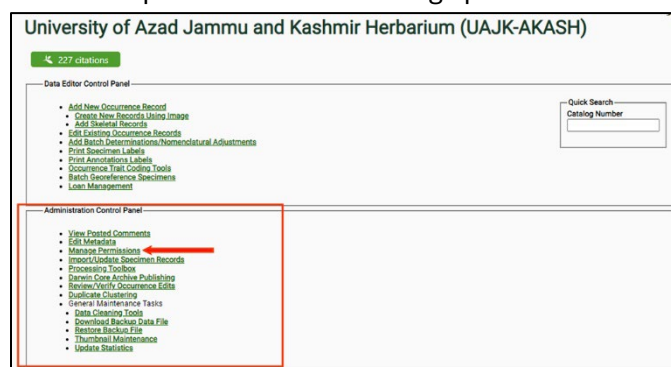 University of Azad Jammu and Kashmir Herbarium (UAJK-AKASH)
227 citations
Data Editor Control Panel
Add New Occurrence Record
Create New Records Using Image
Add Skeletal Records
Edit Existing Occurrence Records
Add Batch Determinations/Nomenclatural Adjustments
Print Specimen Labels
Print Annotations Labels
Occurrence Trait Coding Tools
Batch Georeference Specimens
Loan Management
Quick Search
Catalog Number
Administration Control Panel
View Posted Comments
Edit Metadata
Manage Permissions
Import/Update Specimen Records
Processing Toolbox
Darwin Core Archive Publishing
Review/Verify Occurrence Edits
Duplicate Clustering
General Maintenance Tasks
Data Cleaning Tools
Download Backup Data File
Restore Backup File
Thumbnail Maintenance
Update Statistics